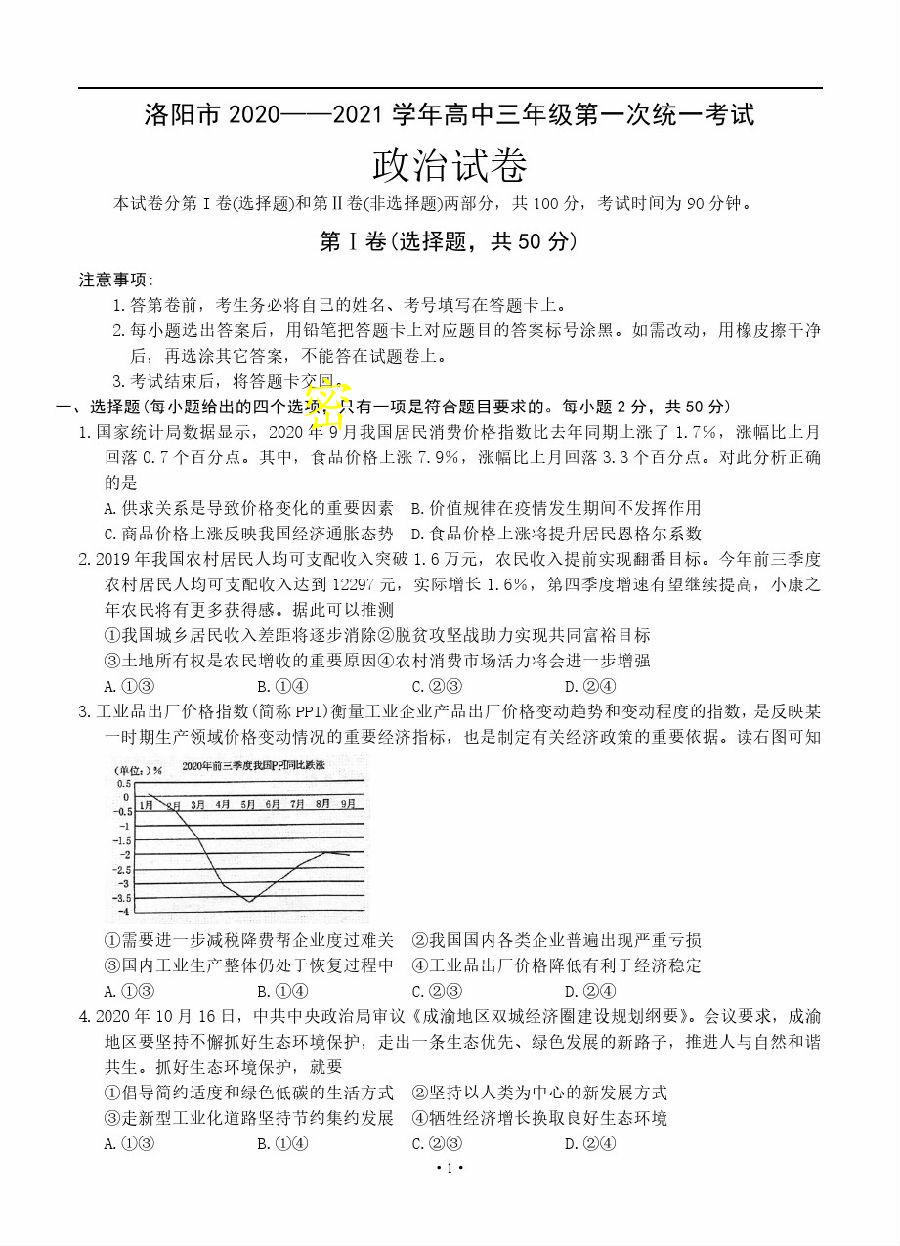 洛阳市 2020——2021 学年高中三年级第一次统一考试
政治试卷
本试卷分第 I 卷(选择题)和第 II 卷(非选择题)两部分，共 100 分，考试时间为 90 分钟。
第 I 卷(选择题，共 50 分)
注意事项:
1. 答第卷前，考生务必将自己的姓名、考号填写在答题卡上。
2. 每小题选出答案后，用铅笔把答题卡上对应题目的答案标号涂黑。如需改动，用橡皮擦干净
后，再选涂其它答案，不能答在试题卷上。
3. 考试结束后，将答题卡交回。
密
一、选择题(每小题给出的四个选项，只有一项是符合题目要求的。每小题 2 分，共 50 分)
1. 国家统计局数据显示，2020 年 9 月我国居民消费价格指数比去年同期上涨了 1.7%，涨幅比上月
回落 0.7 个百分点。其中，食品价格上涨 7.9%，涨幅比上月回落 3.3 个百分点。对此分析正确
的是
A. 供求关系是导致价格变化的重要因素 B. 价值规律在疫情发生期间不发挥作用
C. 商品价格上涨反映我国经济通胀态势 D. 食品价格上涨将提升居民恩格尔系数
2. 2019 年我国农村居民人均可支配收入突破 1.6 万元，农民收入提前实现翻番目标。今年前三季度
农村居民人均可支配收入达到 12297 元，实际增长 1.6%，第四季度增速有望继续提高，小康之
年农民将有更多获得感。据此可以推测
①我国城乡居民收入差距将逐步消除②脱贫攻坚战助力实现共同富裕目标
③土地所有权是农民增收的重要原因④农村消费市场活力将会进一步增强
A. ①③ B. ①④ C. ②③ D. ②④
3. 工业品出厂价格指数(简称 PPI)衡量工业企业产品出厂价格变动趋势和变动程度的指数，是反映某
一时期生产领域价格变动情况的重要经济指标，也是制定有关经济政策的重要依据。读右图可知
(单位:)% 2020年前三季度我国PPI同比跌涨
0.5
0
1月 2月 3月 4月 5月 6月 7月 8月 9月
-0.5
-1
-1.5
-2
-2.5
-3
-3.5
-4
①需要进一步减税降费帮企业度过难关 ②我国国内各类企业普遍出现严重亏损
③国内工业生产整体仍处于恢复过程中 ④工业品出厂价格降低有利于经济稳定
A. ①③ B. ①④ C. ②③ D. ②④
4. 2020 年 10 月 16 日，中共中央政治局审议《成渝地区双城经济圈建设规划纲要》。会议要求，成渝
地区要坚持不懈抓好生态环境保护，走出一条生态优先、绿色发展的新路子，推进人与自然和谐
共生。抓好生态环境保护，就要
①倡导简约适度和绿色低碳的生活方式 ②坚持以人类为中心的新发展方式
③走新型工业化道路坚持节约集约发展 ④牺牲经济增长换取良好生态环境
A. ①③ B. ①④ C. ②③ D. ②④
·1·